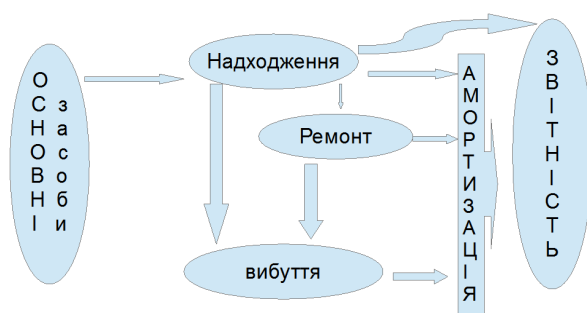 ОСНОВНІ
засоби
Надходження
Ремонт
вибуття
АМОРТИЗАЦІЯ
ЗВІТНІСТЬ